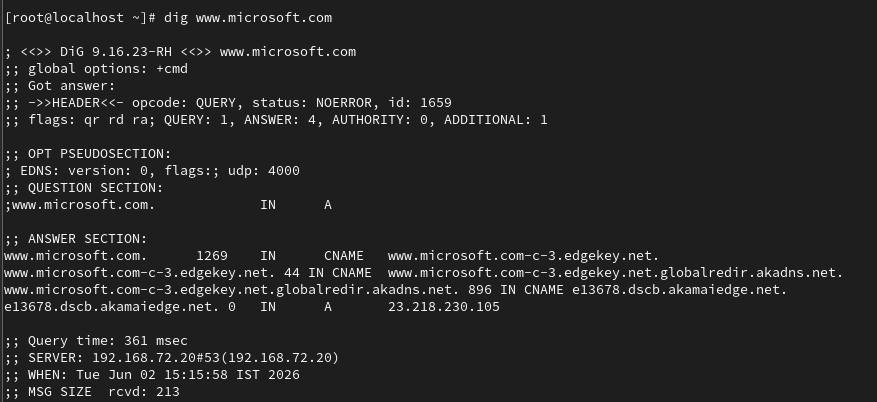 [root@localhost ~]# dig www.microsoft.com
; <<>> DiG 9.16.23-RH <<>> www.microsoft.com
;; global options: +cmd
;; Got answer:
;; ->>HEADER<<- opcode: QUERY, status: NOERROR, id: 1659
;; flags: qr rd ra; QUERY: 1, ANSWER: 4, AUTHORITY: 0, ADDITIONAL: 1
;; OPT PSEUDOSECTION:
; EDNS: version: 0, flags:; udp: 4000
;; QUESTION SECTION:
;www.microsoft.com. IN A
;; ANSWER SECTION:
www.microsoft.com. 1269 IN CNAME www.microsoft.com-c-3.edgekey.net.
www.microsoft.com-c-3.edgekey.net. 44 IN CNAME www.microsoft.com-c-3.edgekey.net.globalredir.akadns.net.
www.microsoft.com-c-3.edgekey.net.globalredir.akadns.net. 896 IN CNAME e13678.dscb.akamaiedge.net.
e13678.dscb.akamaiedge.net. 0 IN A 23.218.230.105
;; Query time: 361 msec
;; SERVER: 192.168.72.20#53(192.168.72.20)
;; WHEN: Tue Jun 02 15:15:58 IST 2026
;; MSG SIZE rcvd: 213